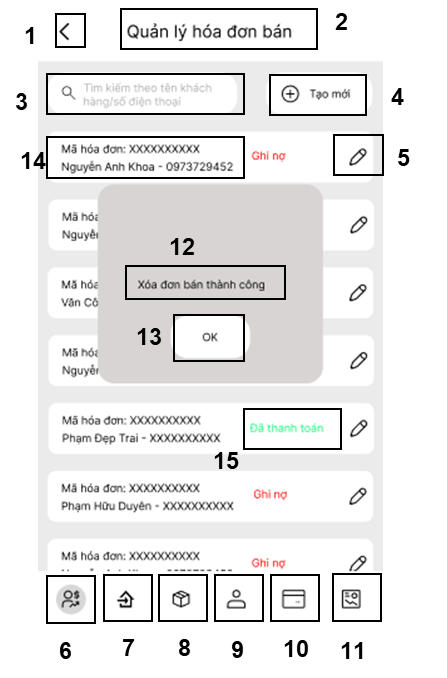 1
Quản lý hóa đơn bán
2
3
Tìm kiếm theo tên khách
hàng/số điện thoại
Tạo mới
4
14
Mã hóa đơn: XXXXXXXXXX
Nguyễn Anh Khoa - 0973729452
Ghi nợ
5
Mã hóa
Nguyễ
12
Mã hóa
Văn Cô
Xóa đơn bán thành công
13
OK
Mã hóa
Nguyễ
Mã hóa đơn: XXXXXXXXXX
Phạm Đẹp Trai - XXXXXXXXXX
Đã thanh toán
15
Mã hóa đơn: XXXXXXXXXX
Phạm Hữu Duyên - XXXXXXXXXX
Ghi nợ
Mã hóa đơn: XXXXXXXXXX
Ghi nợ
6
7
8
9
10
11